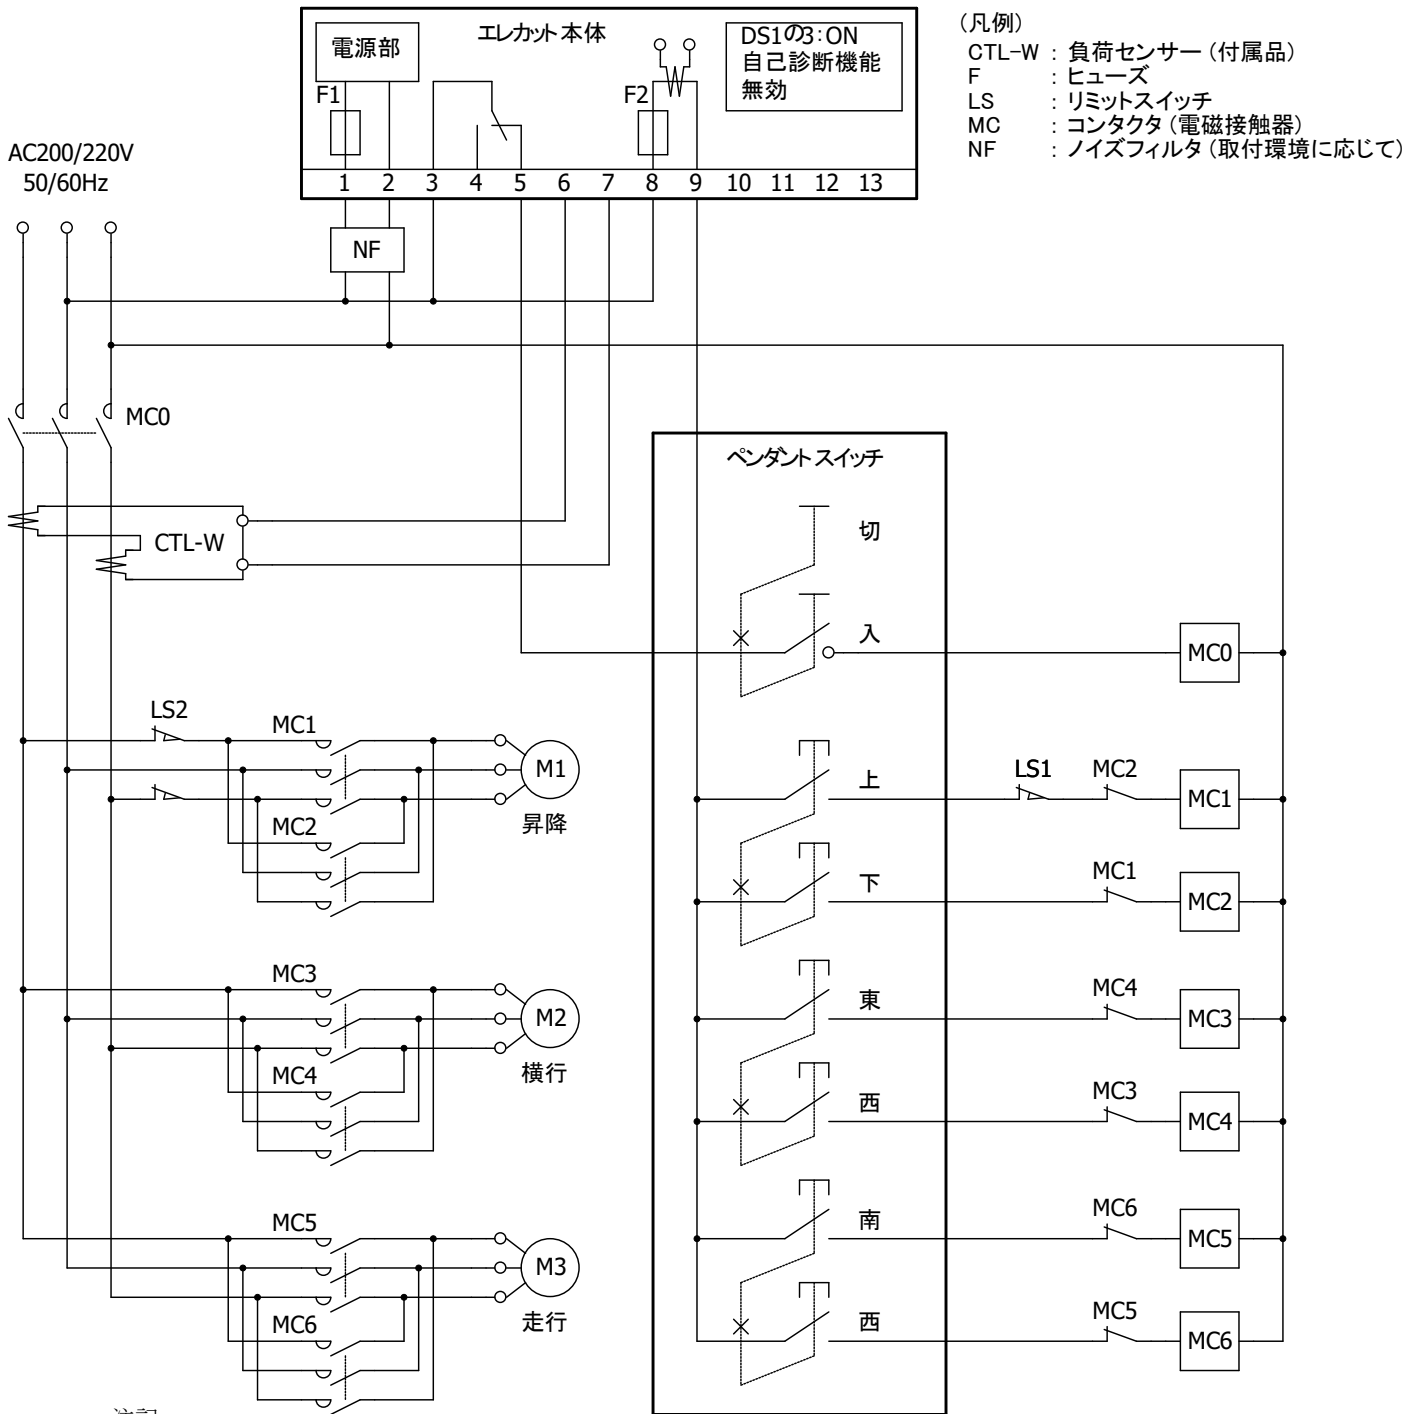 エレカット本体
電源部
DS1の3:ON
自己診断機能
無効
F1
F2
1 2 3 4 5 6 7 8 9 10 11 12 13
(凡例)
CTL-W : 負荷センサー(付属品)
F : ヒューズ
LS : リミットスイッチ
MC : コンタクタ(電磁接触器)
NF : ノイズフィルタ(取付環境に応じて)
AC200/220V
50/60Hz
NF
MC0
CTL-W
ペンダントスイッチ
切
入
MC0
LS2
MC1
M1
昇降
MC2
上
LS1
MC2
MC1
下
MC1
MC2
MC3
M2
横行
MC4
東
MC4
MC3
西
MC3
MC4
MC5
M3
走行
MC6
南
MC6
MC5
西
MC5
MC6